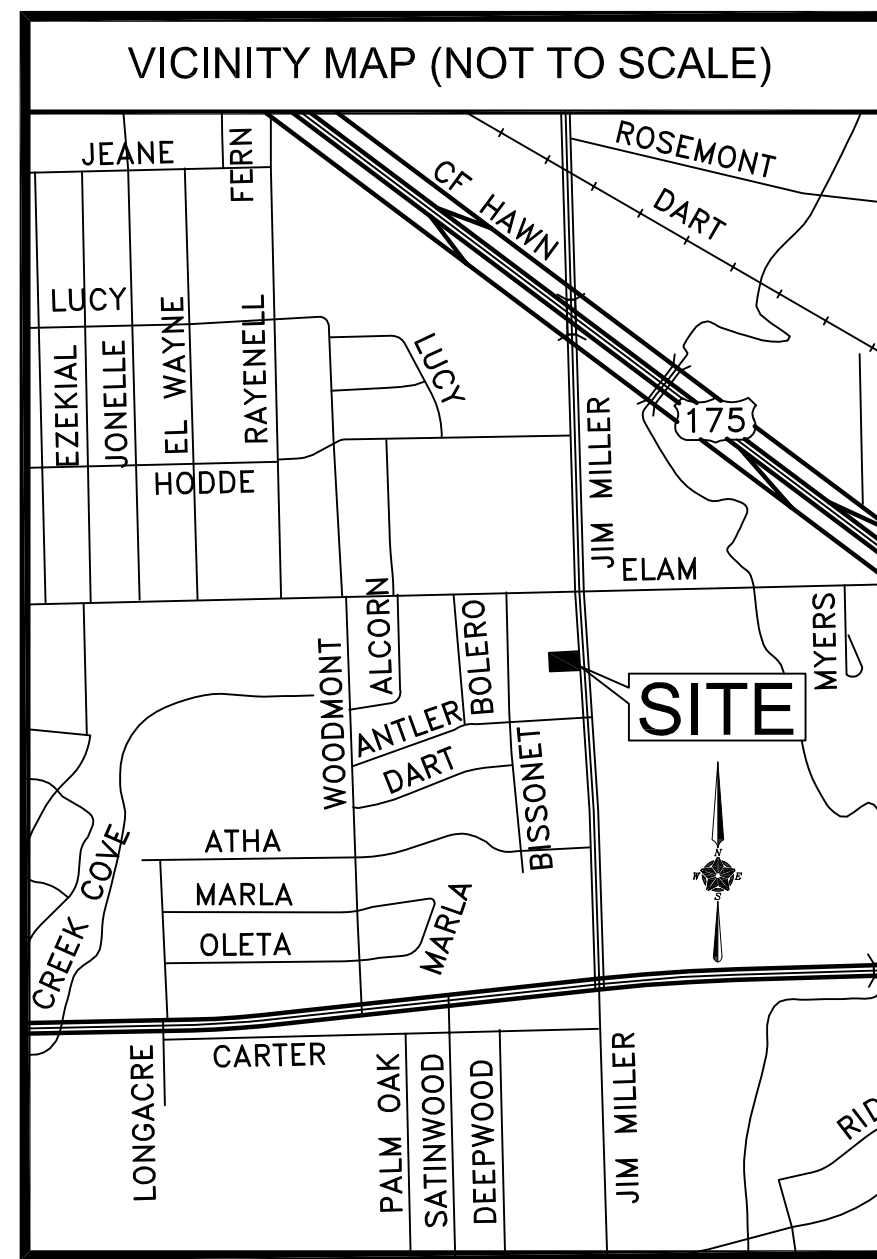 VICINITY MAP (NOT TO SCALE)
JEANE
FERN
ROSEMONT
CF HAWN
DART
LUCY
EZEKIAL
JONELLE
EL WAYNE
RAYENELL
LUCY
175
HODDE
JIM MILLER
ELAM
WOODMONT
ALCORN
BOLERO
MYERS
SITE
ANTLER
DART
BISSONET
ATHA
CREEK COVE
MARLA
MARLA
OLETA
N
W
E
S
CARTER
LONGACRE
PALM OAK
SATINWOOD
DEEPWOOD
JIM MILLER
RID